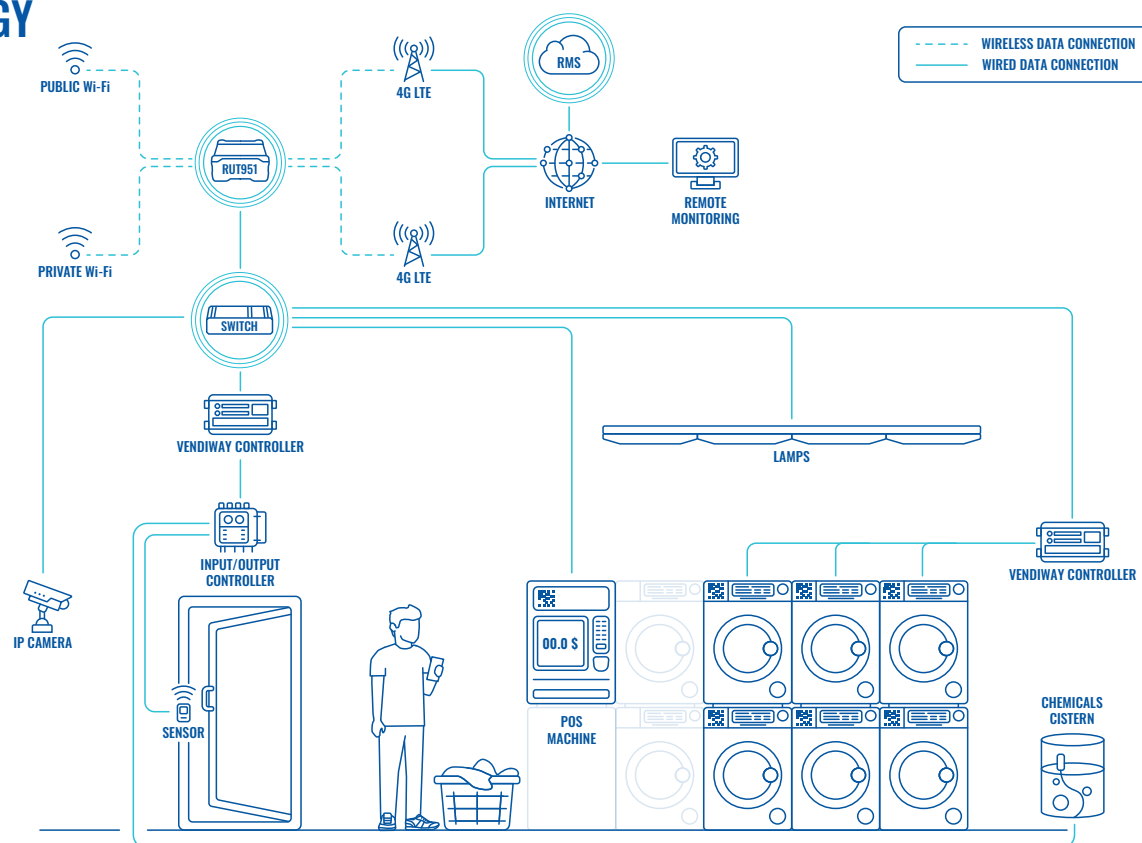 GY
WIRELESS DATA CONNECTION
WIRED DATA CONNECTION
PUBLIC Wi-Fi
4G LTE
RMS
RUT951
INTERNET
REMOTE
MONITORING
PRIVATE Wi-Fi
4G LTE
SWITCH
VENDIWAY CONTROLLER
LAMPS
INPUT/OUTPUT
CONTROLLER
VENDIWAY CONTROLLER
IP CAMERA
00.0 $
SENSOR
POS
MACHINE
CHEMICALS
CISTERN